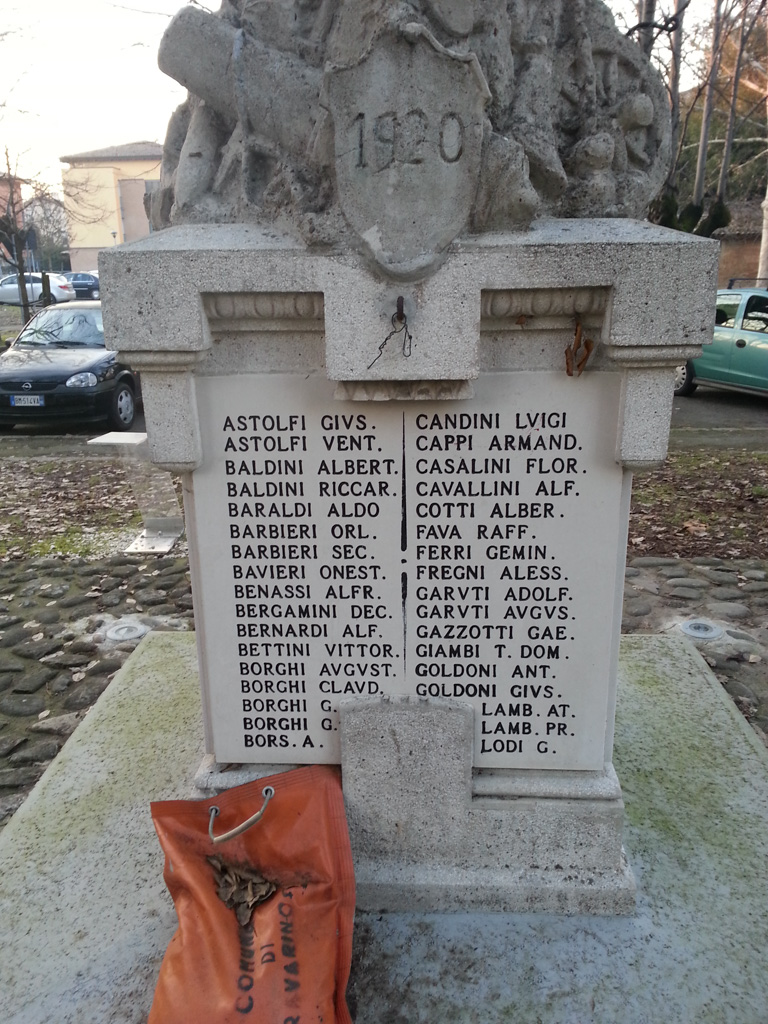 1920
ASTOLFI GIVS.
ASTOLFI VENT.
BALDINI ALBERT.
BALDINI RICCAR.
BARALDI ALDO
BARBIERI ORL.
BARBIERI SEC.
BAVIERI ONEST.
BENASSI ALFR.
BERGAMINI DEC.
BERNARDI ALF.
BETTINI VITTOR.
BORGHI AVGVST.
BORGHI CLAVD.
BORGHI G.
BORGHI G.
BORS. A.
CANDINI LVIGI
CAPPI ARMAND.
CASALINI FLOR.
CAVALLINI ALF.
COTTI ALBER.
FAVA RAFF.
FERRI GEMIN.
FREGNI ALESS.
GARVTI ADOLF.
GARVTI AVGVS.
GAZZOTTI GAE.
GIAMBI T. DOM.
GOLDONI ANT.
GOLDONI GIVS.
LAMB. AT.
LAMB. PR.
LODI G.
DI